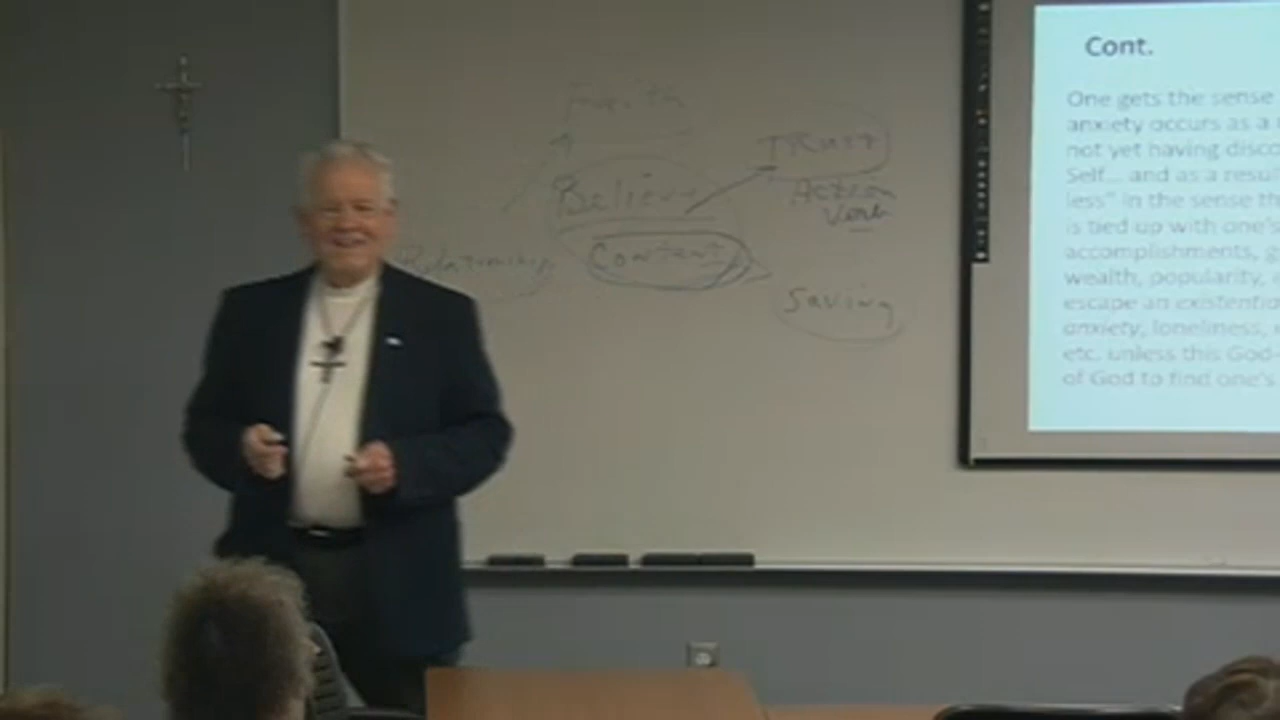 Believe
Trust
Action
Verb
Relationship
Content
Saving
Cont.
One gets the sense
anxiety occurs as a
not yet having disco
Self... and as a resul
less" in the sense th
is tied up with one's
accomplishments, g
wealth, popularity,
escape an existentia
anxiety, loneliness,
etc. unless this God-
of God to find one's